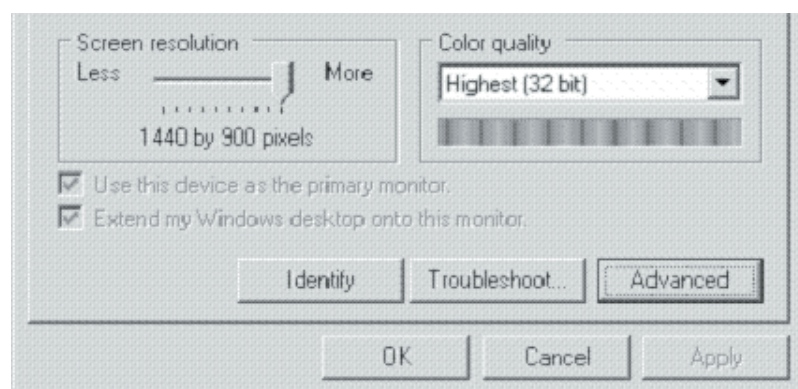 Screen resolution
Less More
1440 by 900 pixels
Color quality
Highest (32 bit)
Use this device as the primary monitor.
Extend my Windows desktop onto this monitor.
Identify Troubleshoot... Advanced
OK Cancel Apply